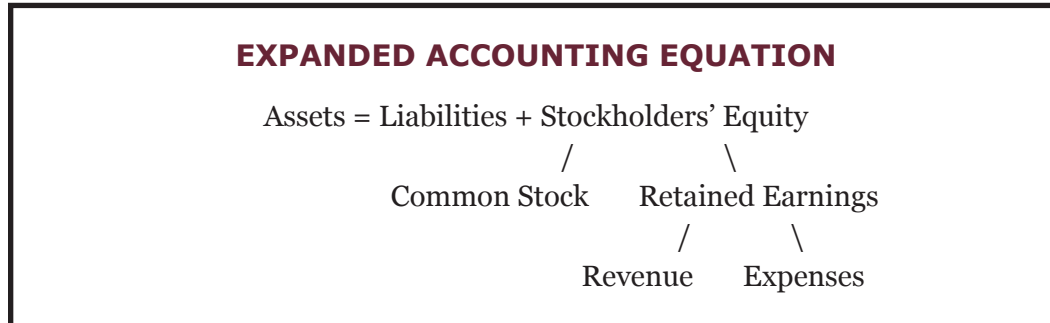 EXPANDED ACCOUNTING EQUATION
Assets = Liabilities + Stockholders’ Equity
/ \
Common Stock Retained Earnings
/ \
Revenue Expenses